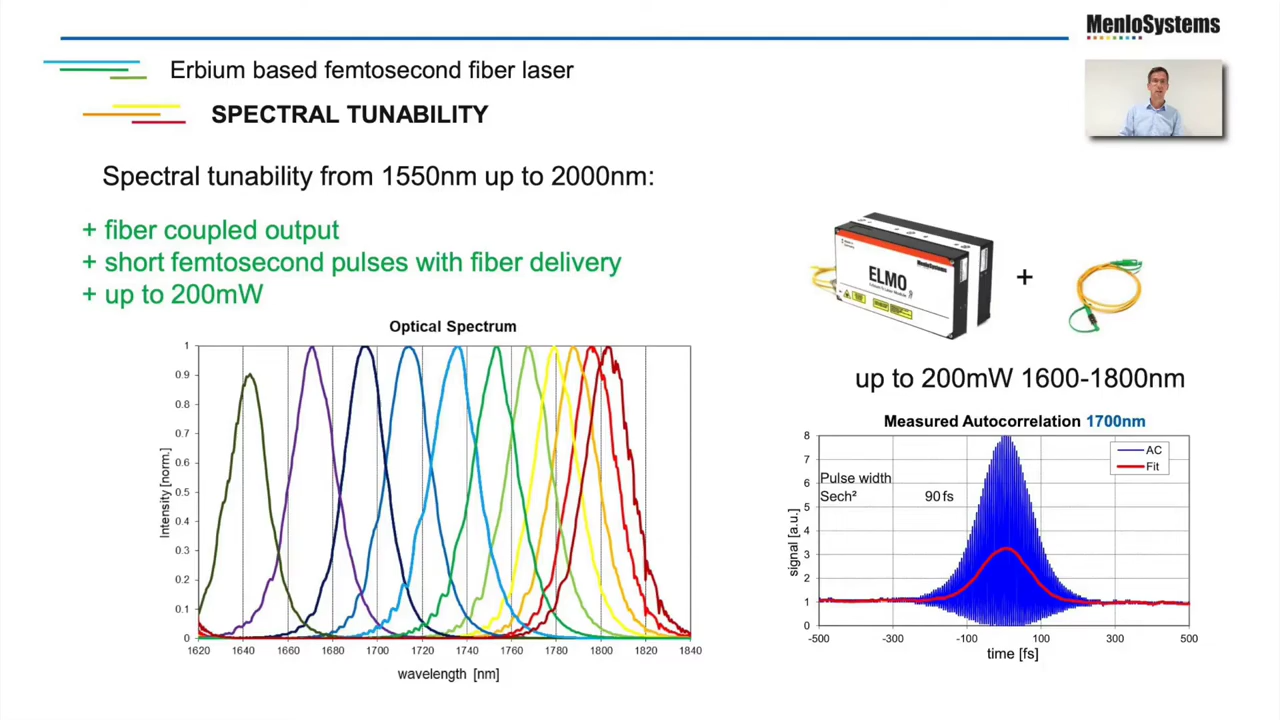 MenloSystems
Erbium based femtosecond fiber laser
SPECTRAL TUNABILITY
Spectral tunability from 1550nm up to 2000nm:
+ fiber coupled output
+ short femtosecond pulses with fiber delivery
+ up to 200mW
MenloSystems
ELMO
+
up to 200mW 1600-1800nm
Optical Spectrum
Intensity [norm.]
1
0.9
0.8
0.7
0.6
0.5
0.4
0.3
0.2
0.1
0
1620 1640 1660 1680 1700 1720 1740 1760 1780 1800 1820 1840
wavelength [nm]
Measured Autocorrelation 1700nm
signal [a.u.]
8
7
6
5
4
3
2
1
0
AC
Fit
Pulse width
Sech² 90 fs
-500 -300 -100 100 300 500
time [fs]